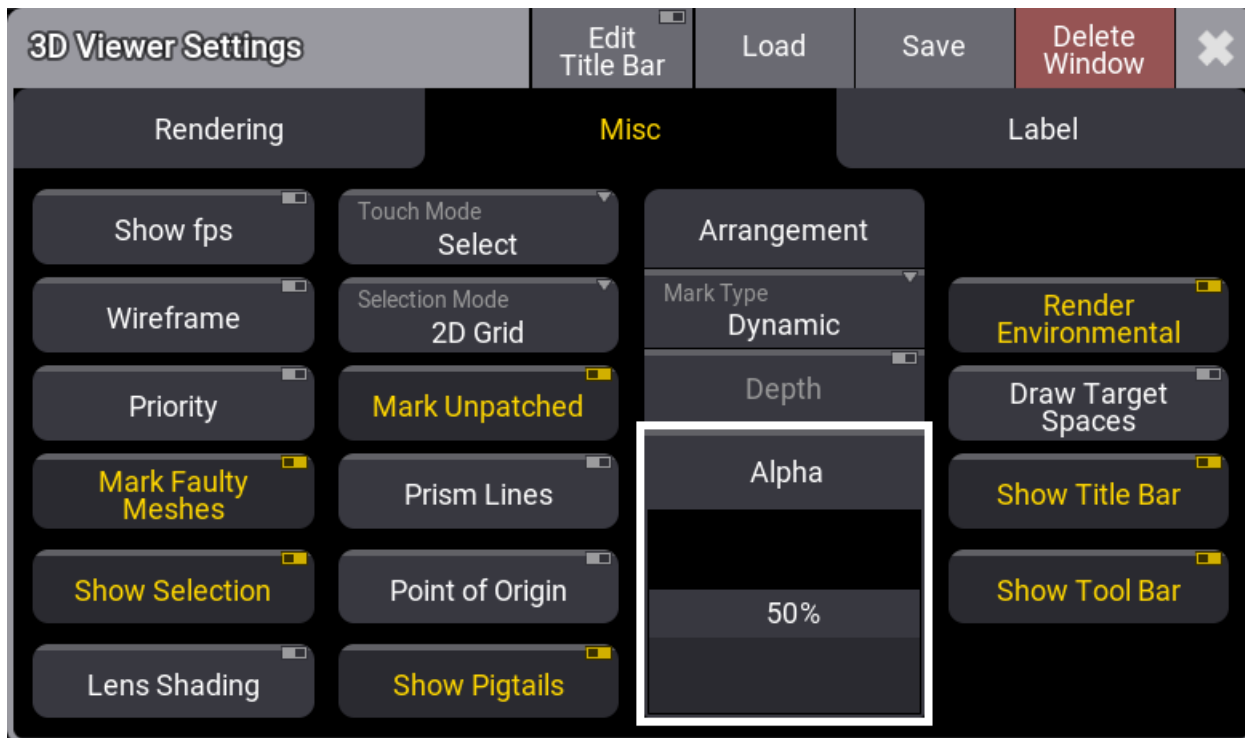 3D Viewer Settings
Edit
Title Bar
Load
Save
Delete
Window
Rendering
Misc
Label
Show fps
Touch Mode
Select
Arrangement
Wireframe
Selection Mode
2D Grid
Mark Type
Dynamic
Render
Environmental
Priority
Mark Unpatched
Depth
Draw Target
Spaces
Mark Faulty
Meshes
Prism Lines
Alpha
Show Title Bar
Show Selection
Point of Origin
50%
Show Tool Bar
Lens Shading
Show Pigtails